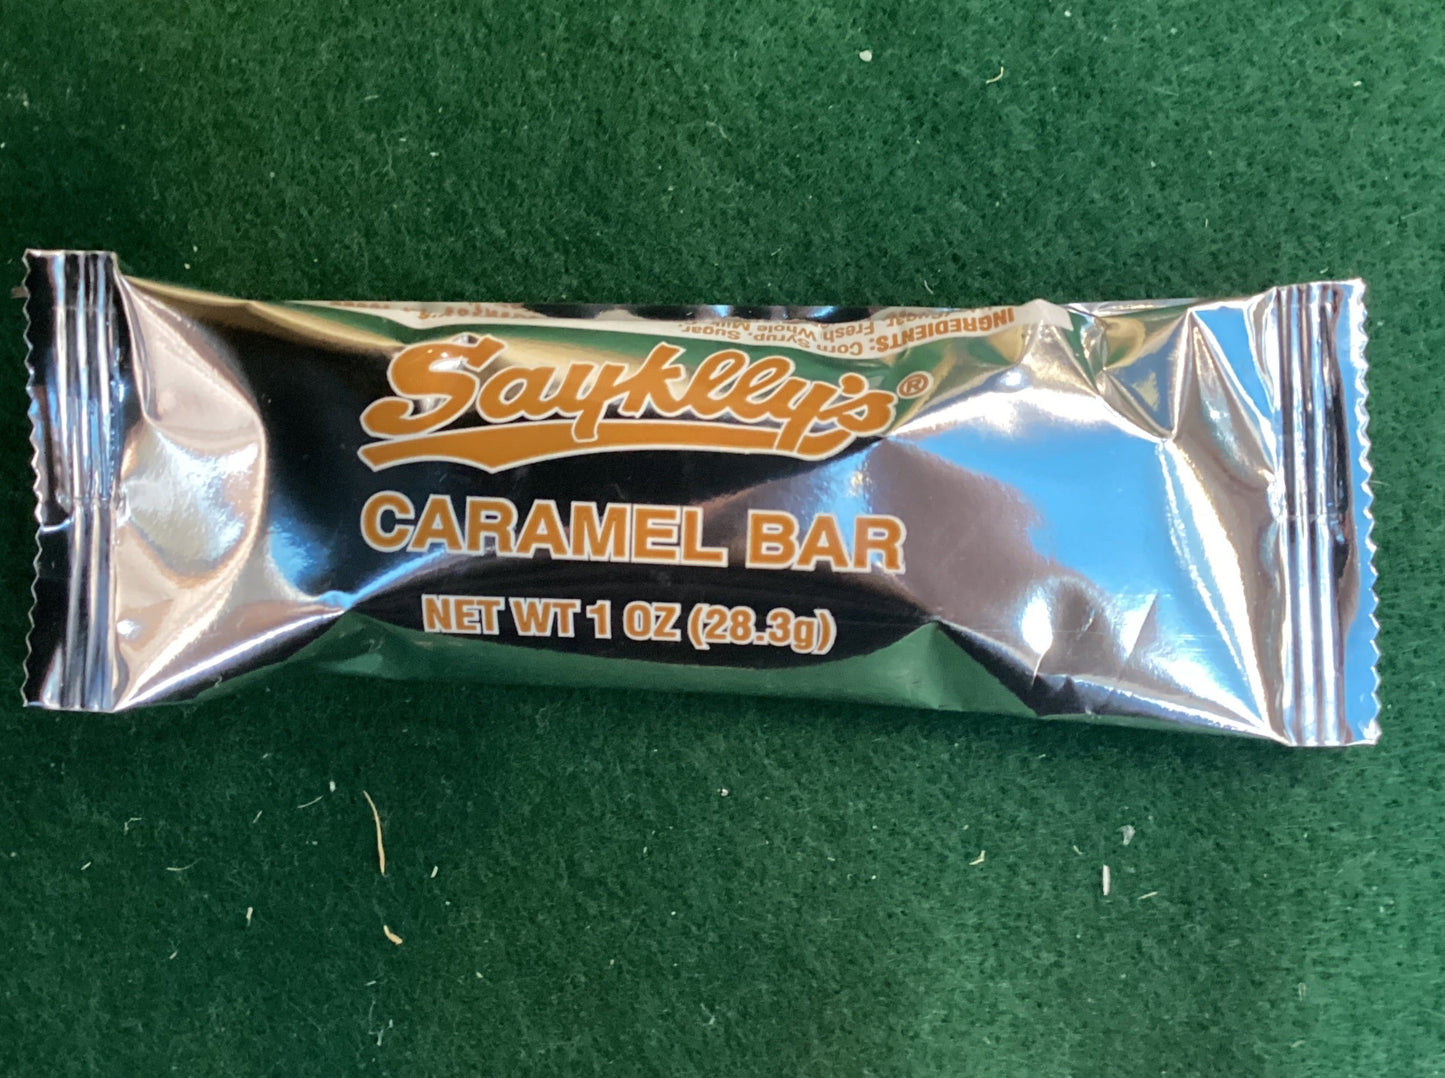 Sayklly's®
CARAMEL BAR
NET WT 1 OZ (28.3g)
INGREDIENTS: Corn Syrup, Sugar,
Fresh Whole Milk